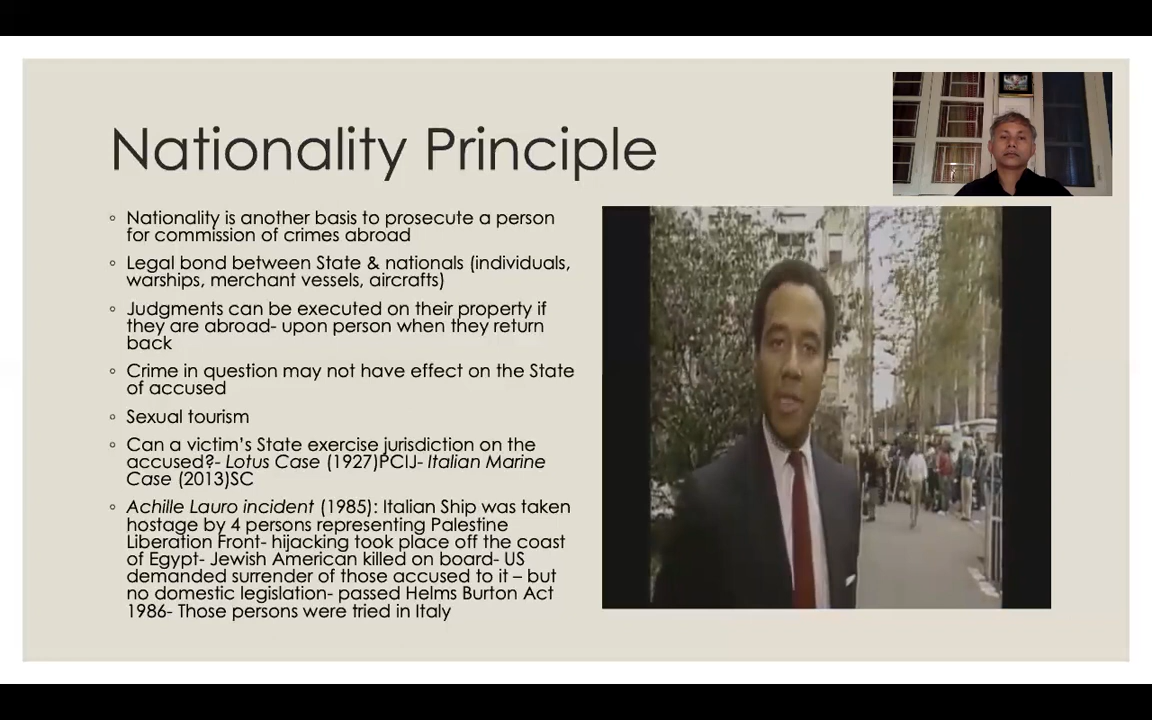 Nationality Principle
◦ Nationality is another basis to prosecute a person
for commission of crimes abroad
◦ Legal bond between State & nationals (individuals,
warships, merchant vessels, aircrafts)
◦ Judgments can be executed on their property if
they are abroad- upon person when they return
back
◦ Crime in question may not have effect on the State
of accused
◦ Sexual tourism
◦ Can a victim's State exercise jurisdiction on the
accused?- Lotus Case (1927)PCIJ- Italian Marine
Case (2013)SC
◦ Achille Lauro incident (1985): Italian Ship was taken
hostage by 4 persons representing Palestine
Liberation Front- hijacking took place off the coast
of Egypt- Jewish American killed on board- US
demanded surrender of those accused to it – but
no domestic legislation- passed Helms Burton Act
1986- Those persons were tried in Italy